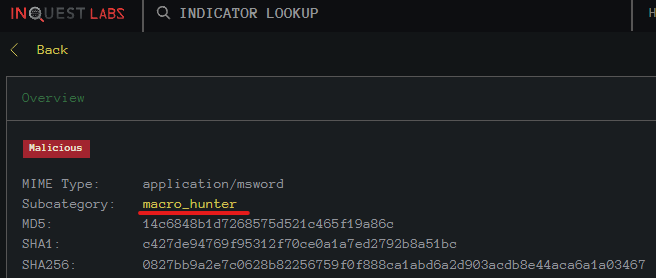 INQUEST LABS
INDICATOR LOOKUP
H
Back
Overview
Malicious
MIME Type: application/msword
Subcategory: macro_hunter
MD5: 14c6848b1d7268575d521c465f19a86c
SHA1: c427de94769f95312f70ce0a1a7ed2792b8a51bc
SHA256: 0827bb9a2e7c0628b82256759f0f888ca1abd6a2d903acdb8e44aca6a1a03467